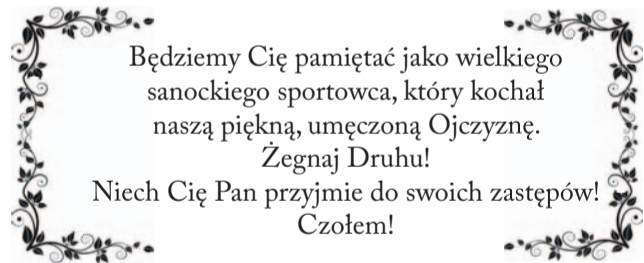 Będziemy Cię pamiętać jako wielkiego
sanockiego sportowca, który kochał
naszą piękną, umęczoną Ojczyznę.
Żegnaj Druhu!
Niech Cię Pan przyjmie do swoich zastępów!
Czołem!